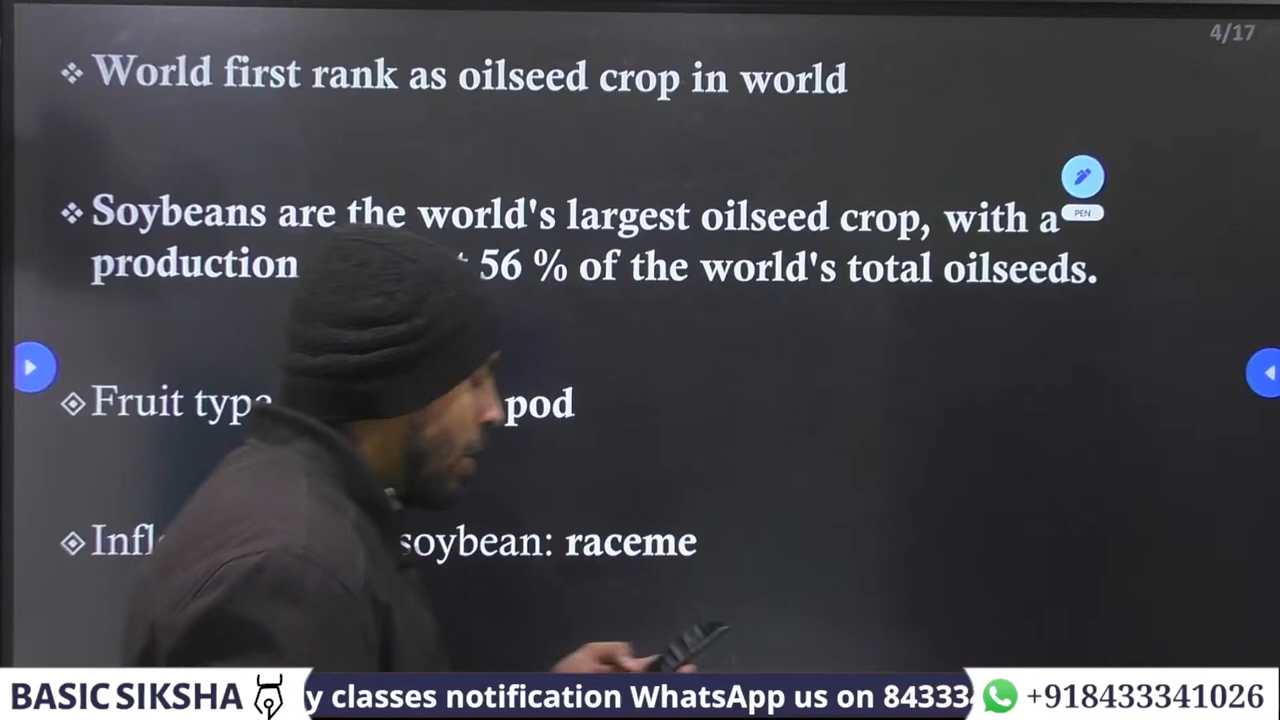 4/17
❖ World first rank as oilseed crop in world
❖ Soybeans are the world's largest oilseed crop, with a
PEN
production 56 % of the world's total oilseeds.
Fruit pod
soybean: raceme
BASIC SIKSHA y classes notification WhatsApp us on 84333 +918433341026